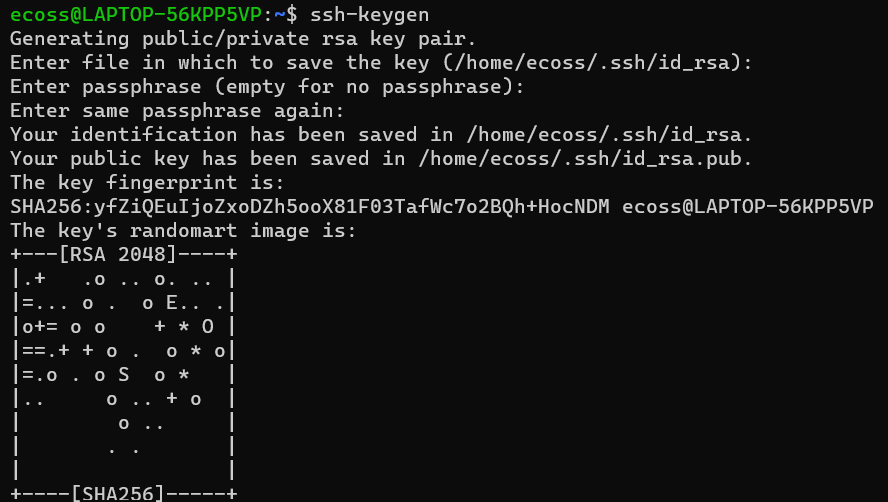 ecoss@LAPTOP-56KPP5VP:~$ ssh-keygen
Generating public/private rsa key pair.
Enter file in which to save the key (/home/ecoss/.ssh/id_rsa):
Enter passphrase (empty for no passphrase):
Enter same passphrase again:
Your identification has been saved in /home/ecoss/.ssh/id_rsa.
Your public key has been saved in /home/ecoss/.ssh/id_rsa.pub.
The key fingerprint is:
SHA256:yfZiQEuIjoZxoDZh5ooX81F03TafWc7o2BQh+HocNDM ecoss@LAPTOP-56KPP5VP
The key's randomart image is:
+---[RSA 2048]----+
|.+   .o .. o. .. |
|=... o .  o E.. .|
|o+= o o    + * O |
|==.+ + o .  o * o|
|=.o . o S  o *   |
|..      o .. + o  |
|         o ..     |
|        . .       |
|                 |
+----[SHA256]-----+